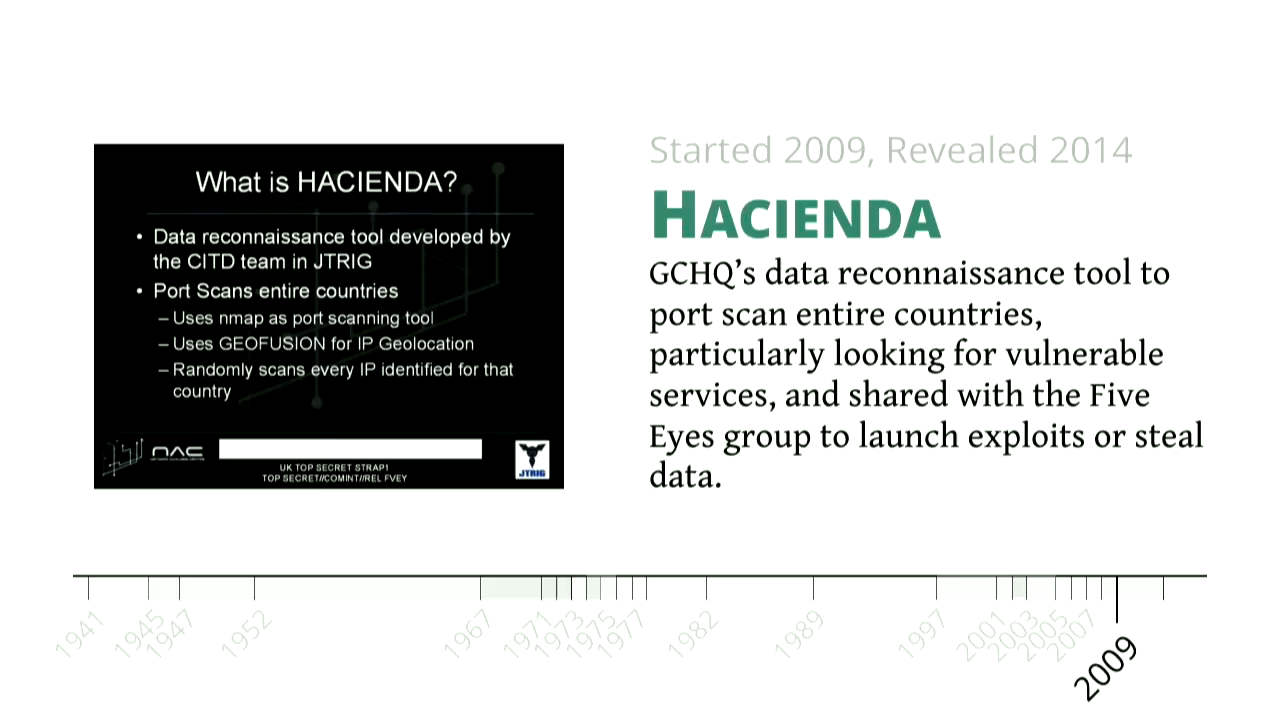 What is HACIENDA?
• Data reconnaissance tool developed by
the CITD team in JTRIG
• Port Scans entire countries
– Uses nmap as port scanning tool
– Uses GEOFUSION for IP Geolocation
– Randomly scans every IP identified for that
country
NAC
UK TOP SECRET STRAP1
TOP SECRET//COMINT//REL FVEY
JTRIG
Started 2009, Revealed 2014
HACIENDA
GCHQ’s data reconnaissance tool to
port scan entire countries,
particularly looking for vulnerable
services, and shared with the Five
Eyes group to launch exploits or steal
data.
1941
1945
1947
1952
1967
1971
1973
1975
1977
1982
1989
1997
2001
2003
2005
2007
2009